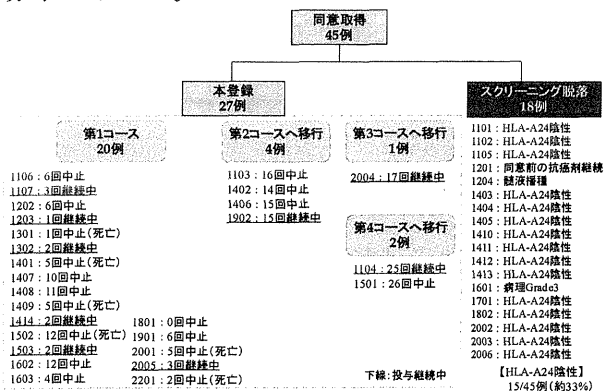 同意取得
45例
本登録
27例
スクリーニング脱落
18例
第1コース
20例
1106：6回中止
1107：3回継続中
1202：6回中止
1203：1回継続中
1301：1回中止(死亡)
1302：2回継続中
1401：5回中止(死亡)
1407：10回中止
1408：11回中止
1409：5回中止(死亡)
1414：2回継続中
1502：12回中止(死亡)
1503：2回継続中
1602：12回中止
1603：4回中止
1801：0回中止
1901：6回中止
2001：5回中止(死亡)
2005：3回継続中
2201：2回中止(死亡)
第2コースへ移行
4例
1103：16回中止
1402：14回中止
1406：15回中止
1902：15回継続中
第3コースへ移行
1例
2004：17回継続中
第4コースへ移行
2例
1104：25回継続中
1501：26回中止
下線：投与継続中
1101：HLA-A24陰性
1102：HLA-A24陰性
1105：HLA-A24陰性
1201：同意前の抗癌剤継続
1204：髄液播種
1403：HLA-A24陰性
1404：HLA-A24陰性
1405：HLA-A24陰性
1410：HLA-A24陰性
1411：HLA-A24陰性
1412：HLA-A24陰性
1413：HLA-A24陰性
1601：病理Grade3
1701：HLA-A24陰性
1802：HLA-A24陰性
2002：HLA-A24陰性
2003：HLA-A24陰性
2006：HLA-A24陰性
【HLA-A24陰性】
15/45例(約33%)